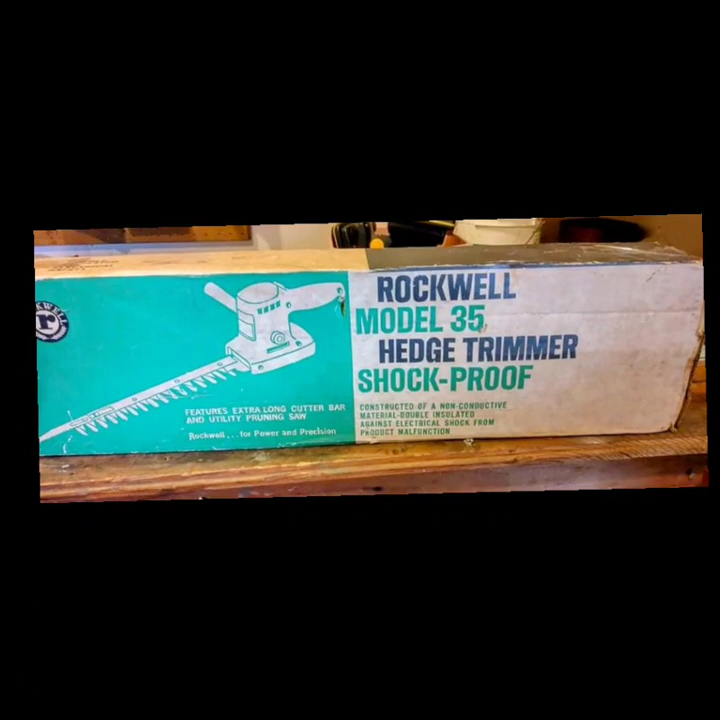 ROCKWELL
MODEL 35
HEDGE TRIMMER
SHOCK-PROOF
CONSTRUCTED OF A NON-CONDUCTIVE
MATERIAL-DOUBLE INSULATED
AGAINST ELECTRICAL SHOCK FROM
PRODUCT MALFUNCTION
FEATURES EXTRA LONG CUTTER BAR
AND UTILITY PRUNING SAW
Rockwell...for Power and Precision